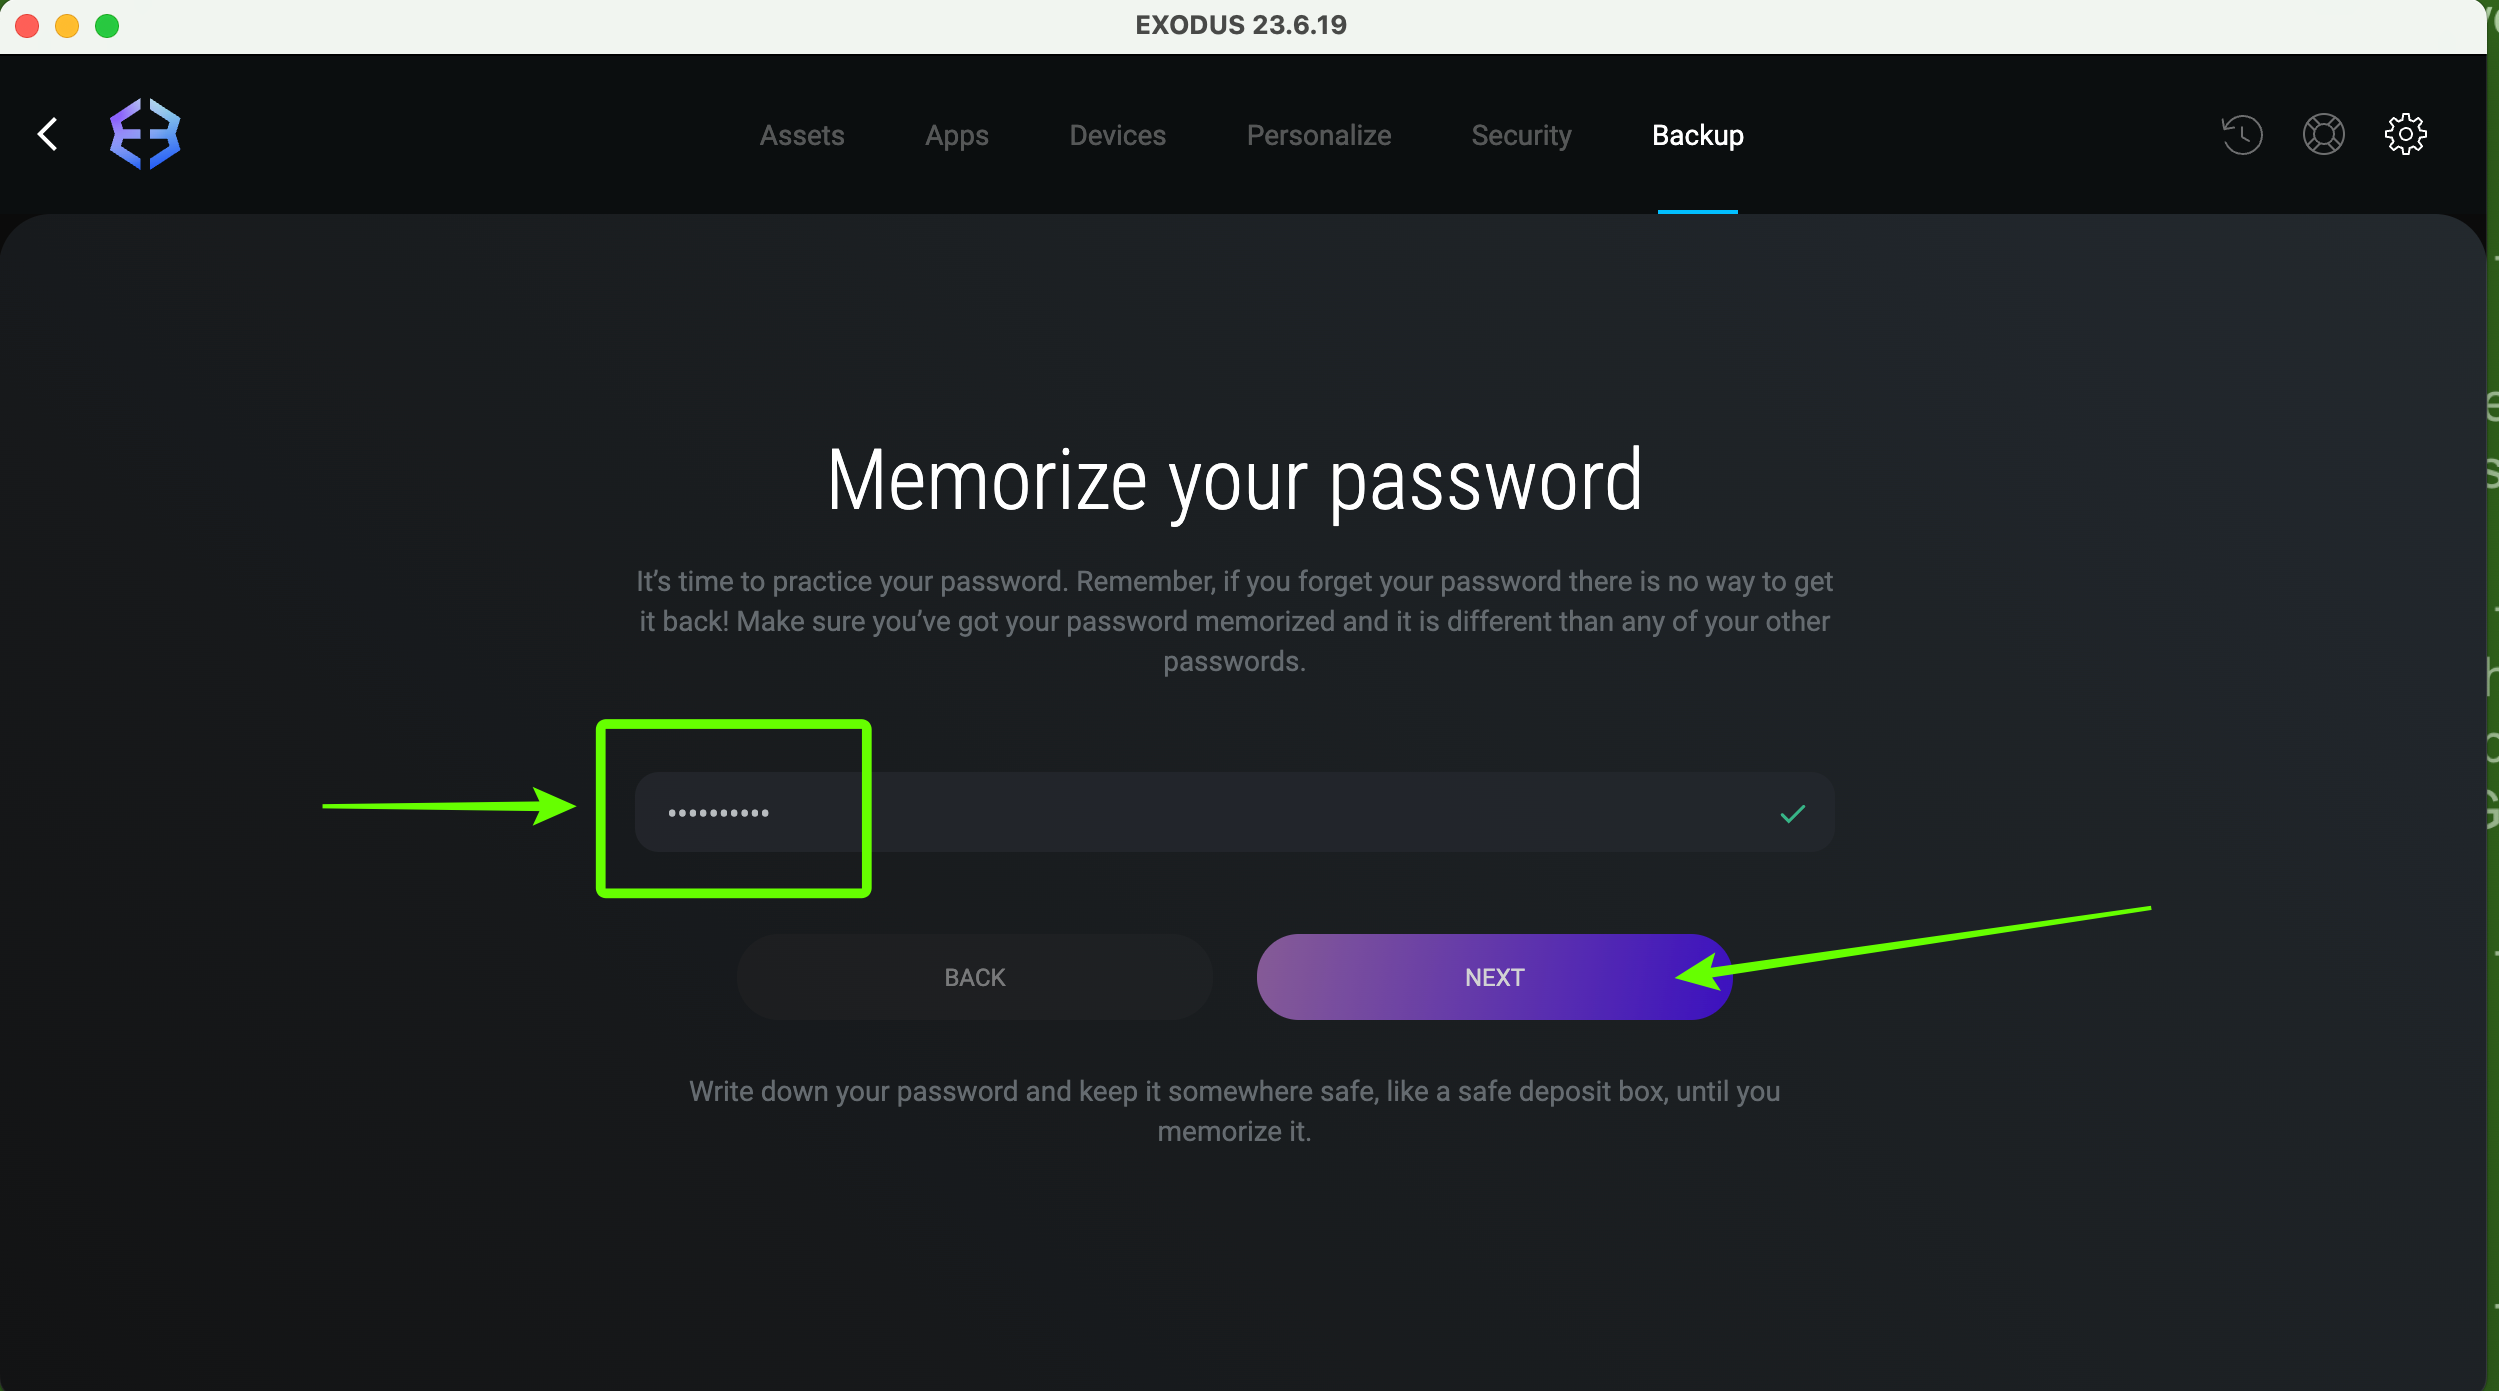 EXODUS 23.6.19
Assets Apps Devices Personalize Security Backup
Memorize your password
It’s time to practice your password. Remember, if you forget your password there is no way to get
it back! Make sure you’ve got your password memorized and it is different than any of your other
passwords.
••••••••••
BACK NEXT
Write down your password and keep it somewhere safe, like a safe deposit box, until you
memorize it.